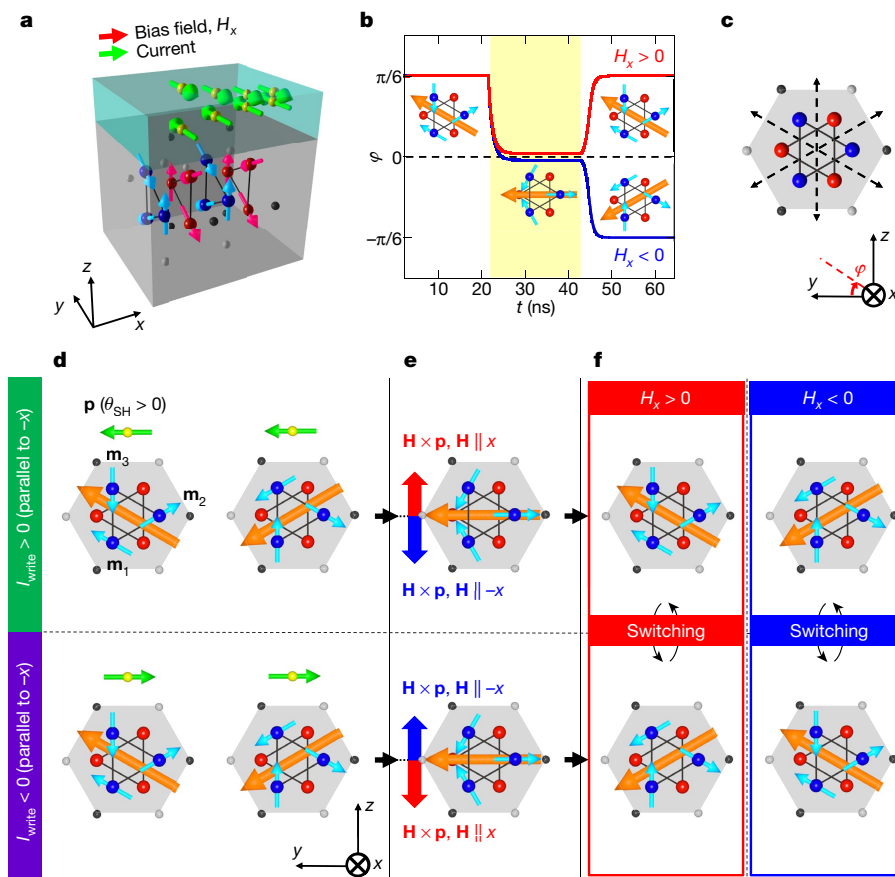 a
Bias field, Hx
Current
z
y
x
b
φ
π/6
0
−π/6
Hx > 0
Hx < 0
10 20 30 40 50 60
t (ns)
c
z
φ
y
x
d
e
f
Iwrite > 0 (parallel to –x)
p (θSH > 0)
m3
m2
m1
H × p, H || x
H × p, H || –x
Hx > 0
Hx < 0
Switching
Switching
Iwrite < 0 (parallel to –x)
H × p, H || –x
H × p, H || x
z
y
x